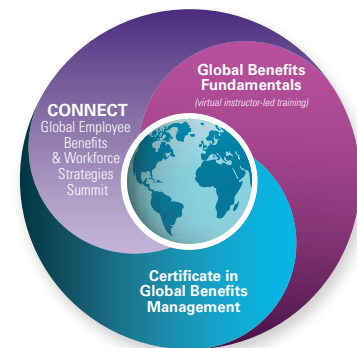 Global Benefits
Fundamentals
(virtual instructor-led training)
CONNECT
Global Employee
Benefits
& Workforce
Strategies
Summit
Certificate in
Global Benefits
Management